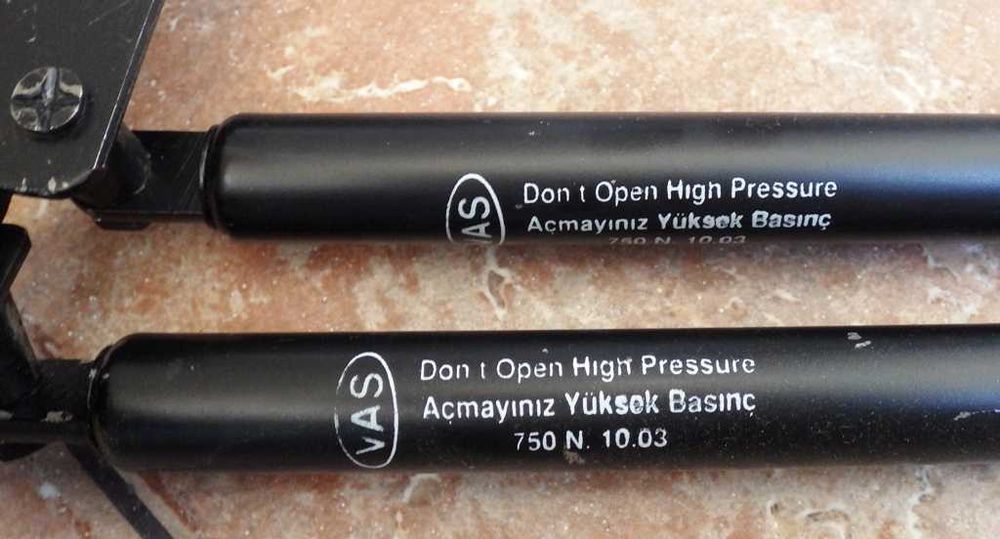 VAS
Don t Open High Pressure
Açmayınız Yüksek Basınç
750 N. 10.03
VAS
Don t Open High Pressure
Açmayınız Yüksek Basınç
750 N. 10.03